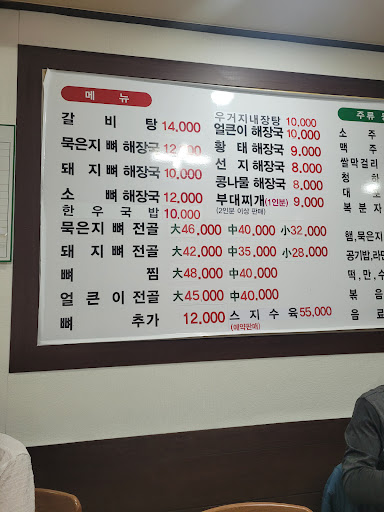 메 뉴
갈 비 탕 14,000
묵은지 뼈 해장국 12,000
돼 지 뼈 해장국 10,000
소 뼈 해장국 12,000
한 우 국 밥 10,000
묵은지 뼈 전골 大46,000 中40,000 小32,000
돼 지 뼈 전골 大42,000 中35,000 小28,000
뼈 찜 大48,000 中40,000
얼 큰 이 전골 大45,000 中40,000
뼈 추가 12,000 스 지 수 육 55,000
(예약판매)
우거지내장탕 10,000
얼큰이 해장국 10,000
황 태 해장국 9,000
선 지 해장국 8,000
콩나물 해장국 8,000
부대찌개(1인분) 9,000
(2인분 이상 판매)
주류
소 주
맥 주
쌀막걸리
청
대
복 분 자
햄,묵은지
공기밥,라면
떡,만,수
볶 음
음 료